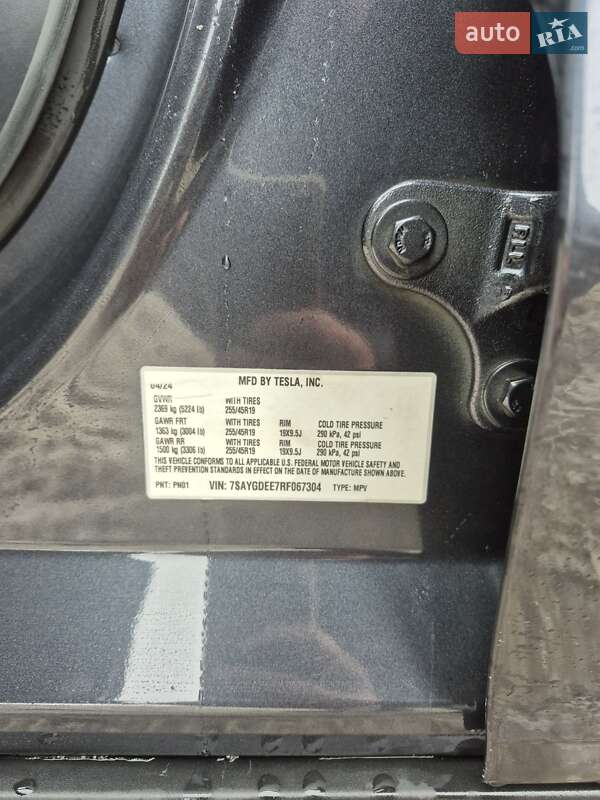 auto RIA.com
RLL
04/24 MFD BY TESLA, INC.
GVWR WITH TIRES
2369 kg (5224 lb) 255/45R19
GAWR FRT WITH TIRES RIM COLD TIRE PRESSURE
1363 kg (3004 lb) 255/45R19 19X9.5J 290 kPa, 42 psi
GAWR RR WITH TIRES RIM COLD TIRE PRESSURE
1500 kg (3306 lb) 255/45R19 19X9.5J 290 kPa, 42 psi
THIS VEHICLE CONFORMS TO ALL APPLICABLE U.S. FEDERAL MOTOR VEHICLE SAFETY AND
THEFT PREVENTION STANDARDS IN EFFECT ON THE DATE OF MANUFACTURE SHOWN ABOVE.
PNT: PN01 VIN: 7SAYGDEE7RF067304 TYPE: MPV